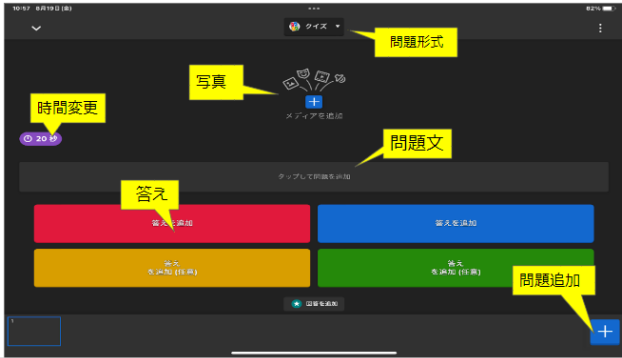 10:57 8月19日(金)
82%
クイズ
問題形式
写真
メディアを追加
時間変更
20 秒
問題文
タップして問題を追加
答え
答えを追加
答えを追加
答え
を追加 (任意)
答え
を追加 (任意)
問題追加
回答を追加
1